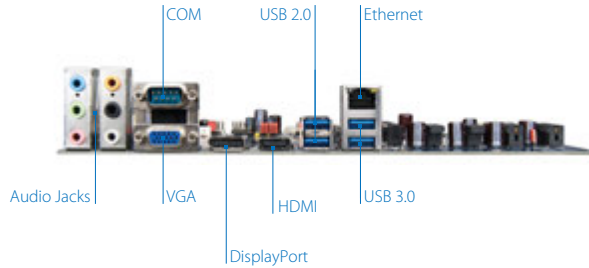 COM
USB 2.0
Ethernet
Audio Jacks
VGA
HDMI
USB 3.0
DisplayPort